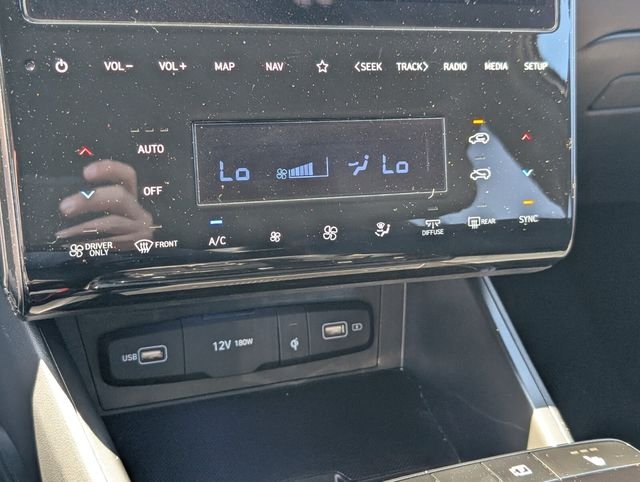 VOL− VOL+ MAP NAV ☆ <SEEK TRACK> RADIO MEDIA SETUP
AUTO
Lo Lo
OFF
SYNC
DRIVER ONLY FRONT A/C DIFFUSE REAR
USB 12V 180W